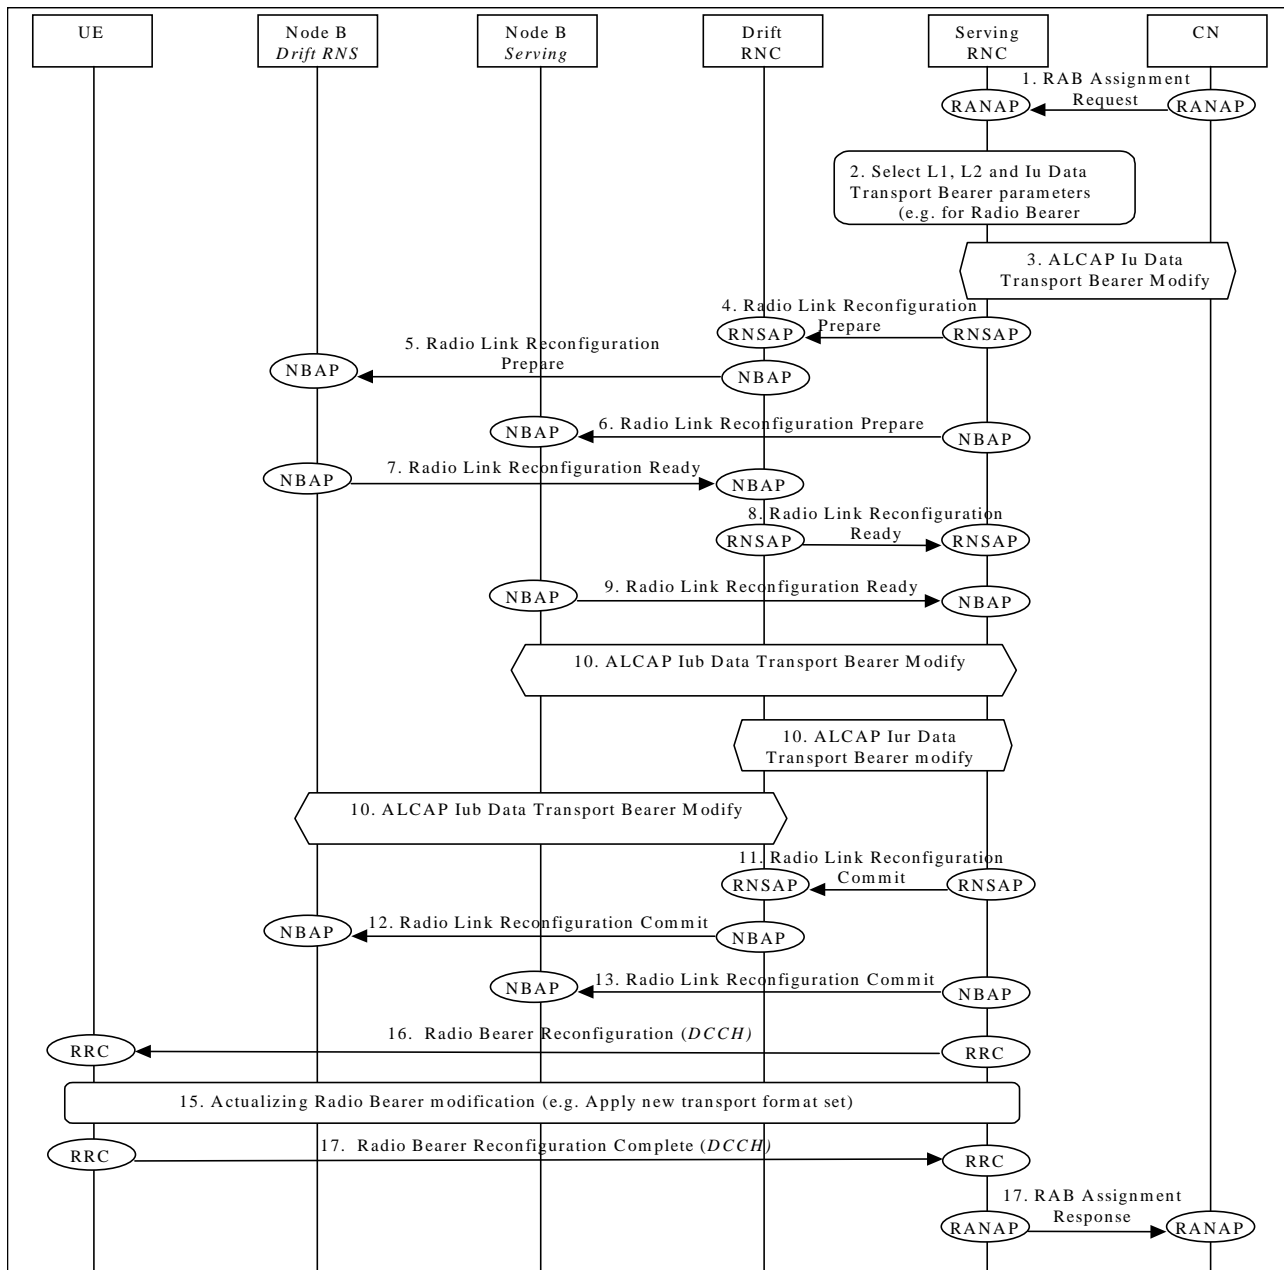 UE
Node B
Drift RNS
Node B
Serving
Drift
RNC
Serving
RNC
CN
1. RAB Assignment
Request
RANAP
RANAP
2. Select L1, L2 and Iu Data
Transport Bearer parameters
(e.g. for Radio Bearer
3. ALCAP Iu Data
Transport Bearer Modify
4. Radio Link Reconfiguration
Prepare
RNSAP
RNSAP
5. Radio Link Reconfiguration
Prepare
NBAP
NBAP
6. Radio Link Reconfiguration Prepare
NBAP
NBAP
7. Radio Link Reconfiguration Ready
NBAP
NBAP
8. Radio Link Reconfiguration
Ready
RNSAP
RNSAP
9. Radio Link Reconfiguration Ready
NBAP
NBAP
10. ALCAP Iub Data Transport Bearer Modify
10. ALCAP Iur Data
Transport Bearer modify
10. ALCAP Iub Data Transport Bearer Modify
11. Radio Link Reconfiguration
Commit
RNSAP
RNSAP
12. Radio Link Reconfiguration Commit
NBAP
NBAP
13. Radio Link Reconfiguration Commit
NBAP
NBAP
16. Radio Bearer Reconfiguration (DCCH)
RRC
RRC
15. Actualizing Radio Bearer modification (e.g. Apply new transport format set)
17. Radio Bearer Reconfiguration Complete (DCCH)
RRC
RRC
17. RAB Assignment
Response
RANAP
RANAP